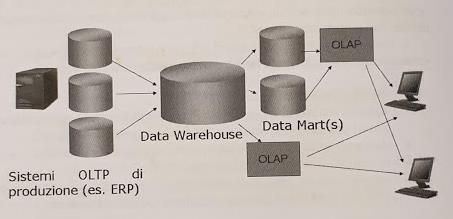 OLAP
Data Warehouse
Data Mart(s)
OLAP
Sistemi OLTP di
produzione (es. ERP)